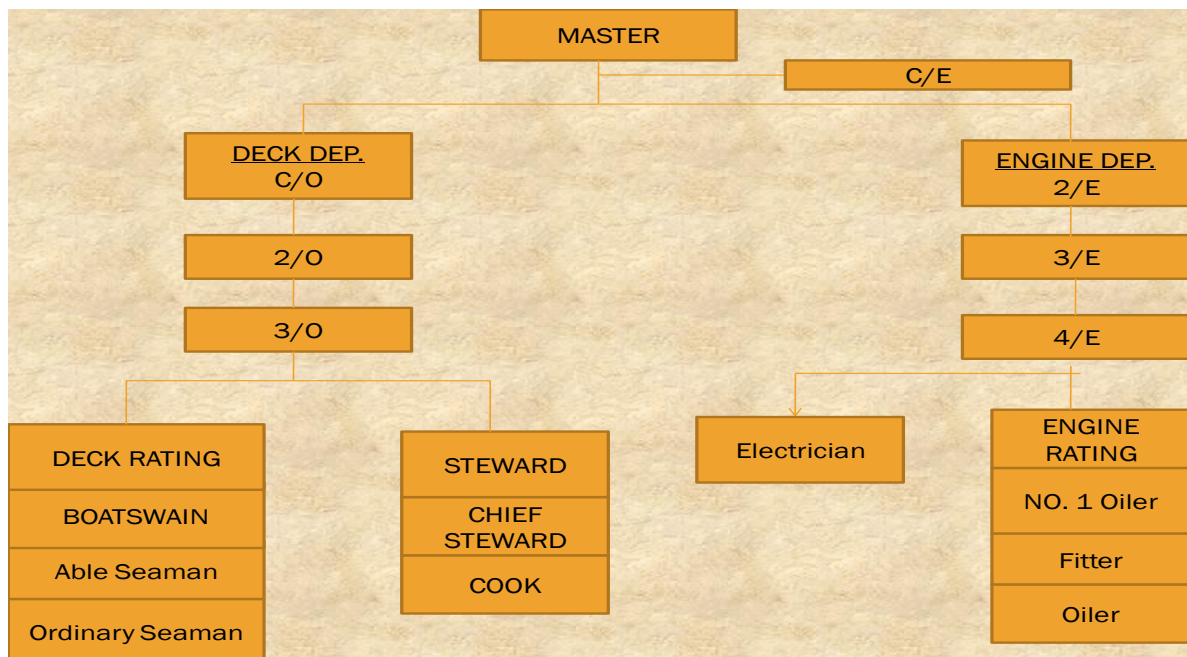 MASTER
C/E
DECK DEP.
C/O
ENGINE DEP.
2/E
2/O
3/E
3/O
4/E
DECK RATING
BOATSWAIN
Able Seaman
Ordinary Seaman
STEWARD
CHIEF
STEWARD
COOK
Electrician
ENGINE
RATING
NO. 1 Oiler
Fitter
Oiler